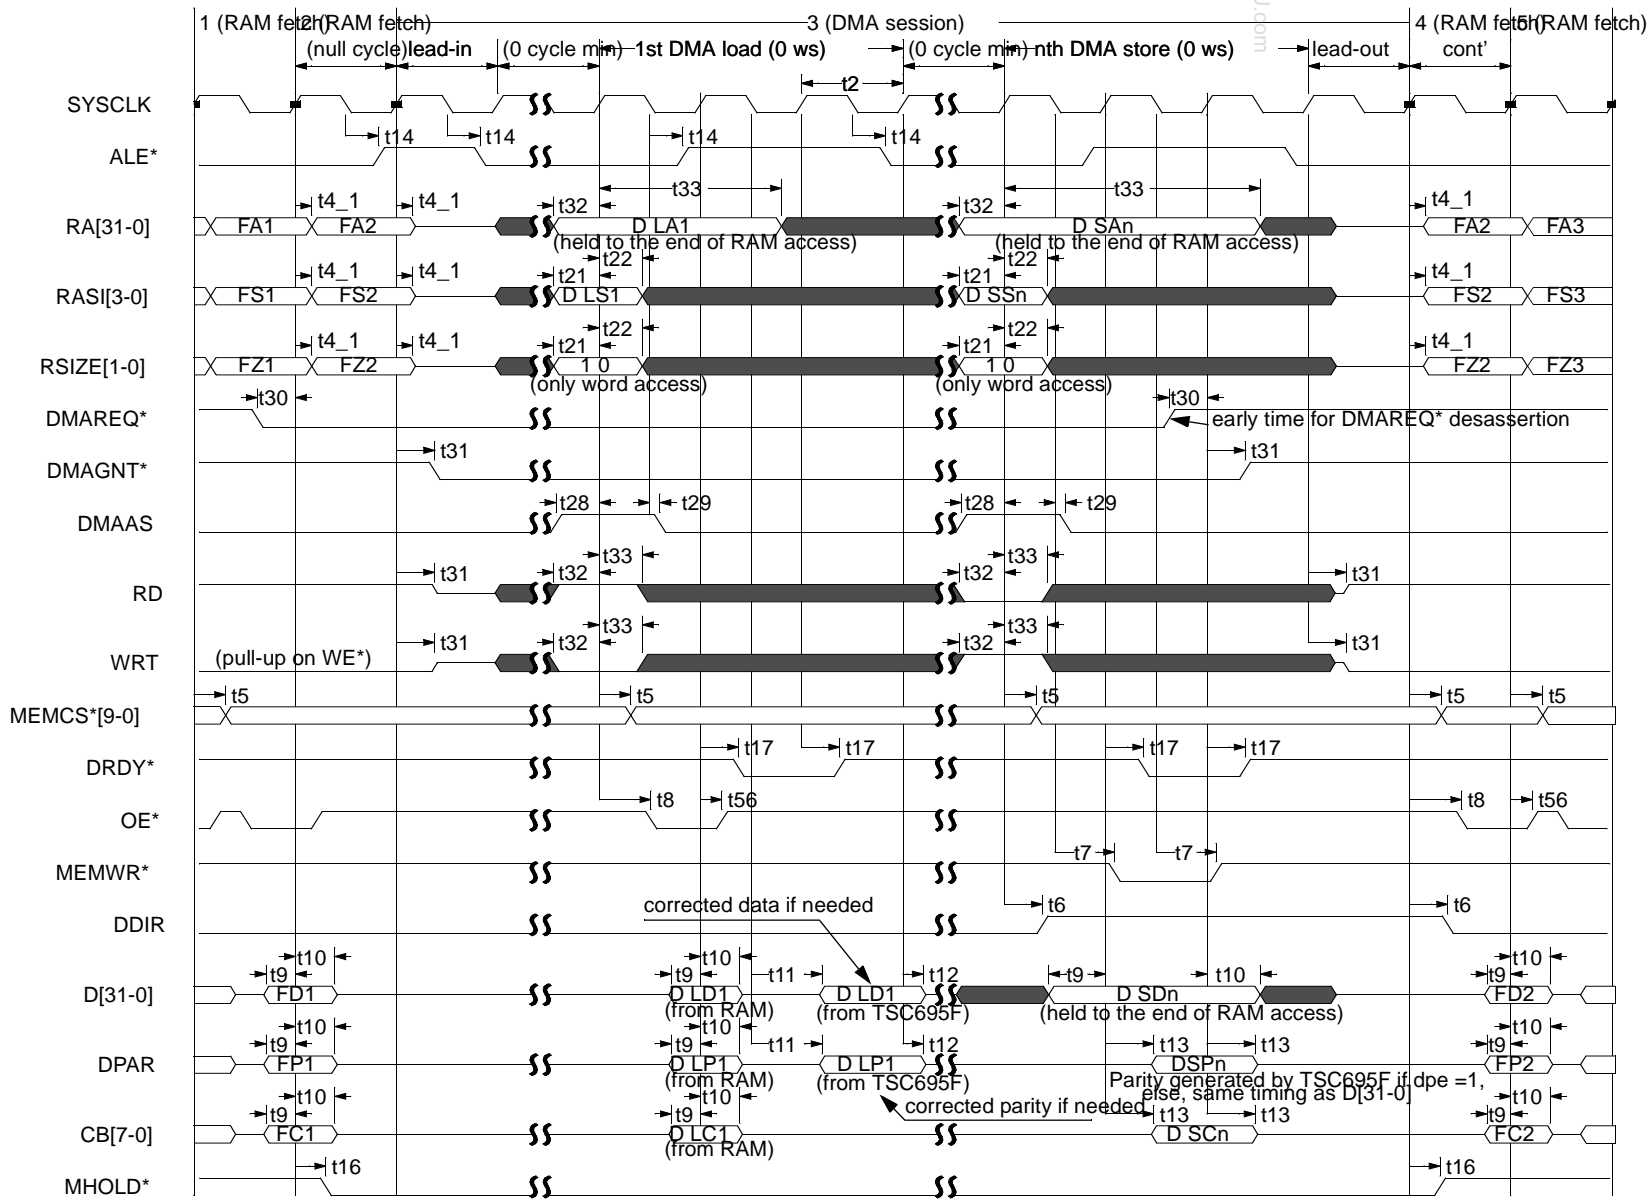 1 (RAM fetch) 2 (RAM fetch) 3 (DMA session) 4 (RAM fetch) 5 (RAM fetch)
(null cycle) lead-in (0 cycle min) 1st DMA load (0 ws) (0 cycle min) nth DMA store (0 ws) lead-out cont'
t2
SYSCLK
t14 t14 t14 t14
ALE*
t33 t33
t4_1 t4_1 t32 t32 t4_1
RA[31-0] FA1 FA2 D LA1 D SAn FA2 FA3
(held to the end of RAM access) (held to the end of RAM access)
t22 t22
t4_1 t4_1 t21 t21 t4_1
RASI[3-0] FS1 FS2 D LS1 D SSn FS2 FS3
t22 t22
t4_1 t4_1 t21 t21 t4_1
RSIZE[1-0] FZ1 FZ2 1 0 1 0 FZ2 FZ3
(only word access) (only word access)
t30 t30
DMAREQ* early time for DMAREQ* desassertion
t31 t31
DMAGNT*
t28 t29 t28 t29
DMAAS
t33 t33
t31 t32 t32 t31
RD
t33 t33
t31 t32 t32 t31
WRT (pull-up on WE*)
t5 t5 t5 t5 t5
MEMCS*[9-0]
t17 t17 t17 t17
DRDY*
t8 t56 t8 t56
OE*
t7 t7
MEMWR*
corrected data if needed t6 t6
DDIR
t10 t10 t10
t9 t9 t11 t12 t9 t10 t9
D[31-0] FD1 D LD1 D LD1 D SDn FD2
(from RAM) (from TSC695F) (held to the end of RAM access)
t10 t10 t10
t9 t9 t11 t12 t13 t13 t9
DPAR FP1 D LP1 D LP1 DSPn FP2
(from RAM) (from TSC695F) Parity generated by TSC695F if dpe =1,
else, same timing as D[31-0]
t10 t10 corrected parity if needed t10
t9 t9 t13 t13 t9
CB[7-0] FC1 D LC1 D SCn FC2
(from RAM)
t16 t16
MHOLD*